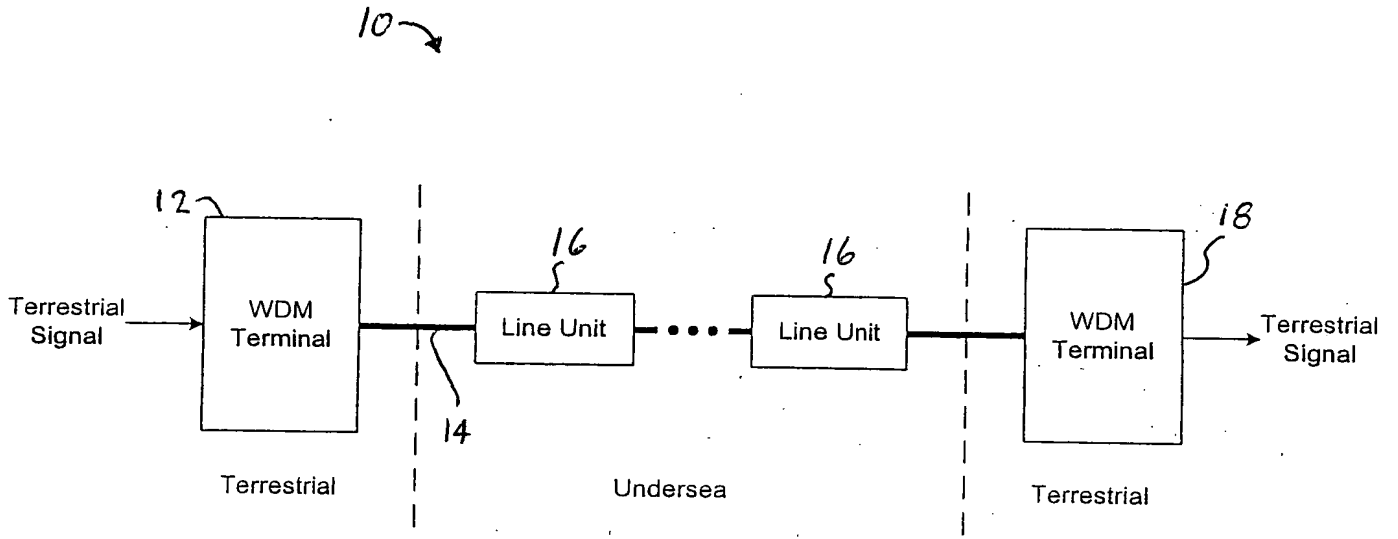 10
12
16
16
18
Terrestrial
Signal
WDM
Terminal
Line Unit
Line Unit
WDM
Terminal
Terrestrial
Signal
14
Terrestrial
Undersea
Terrestrial